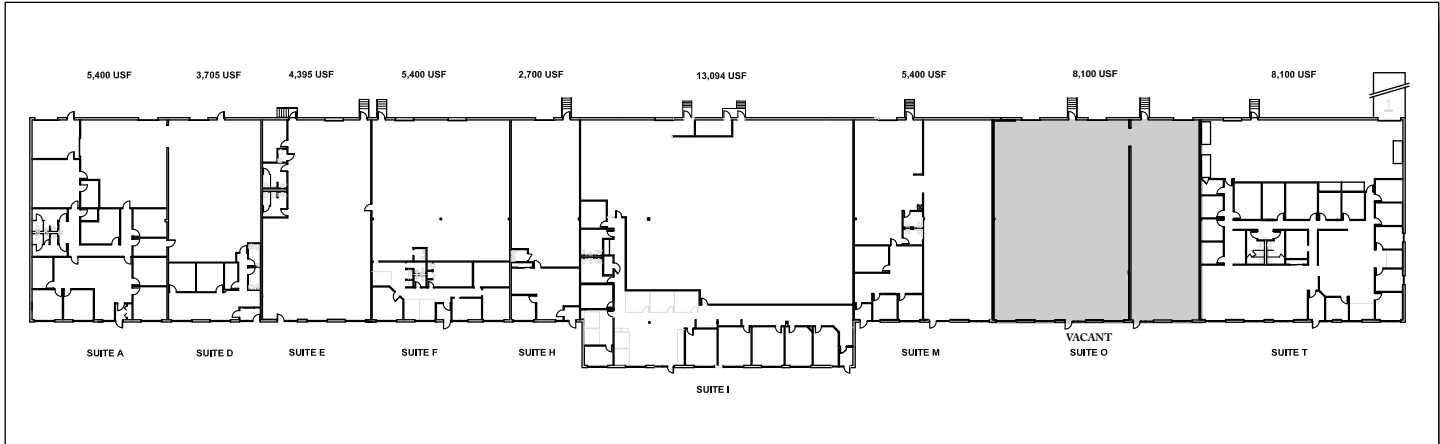 5,400 USF
3,705 USF
4,395 USF
5,400 USF
2,700 USF
13,094 USF
5,400 USF
8,100 USF
8,100 USF
1
VACANT
SUITE A
SUITE D
SUITE E
SUITE F
SUITE H
SUITE M
SUITE O
SUITE T
SUITE I